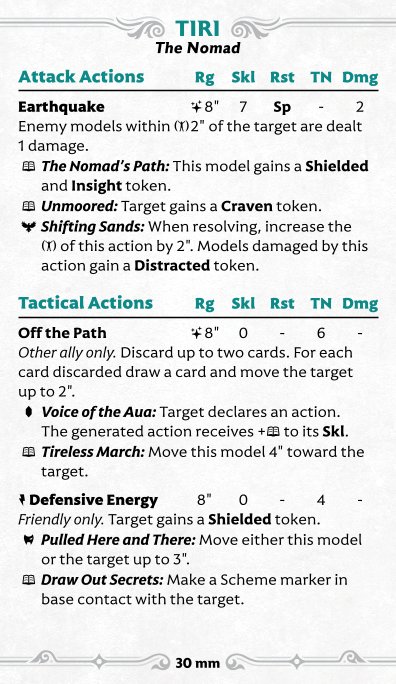 TIRI
The Nomad
Attack Actions Rg Skl Rst TN Dmg
Earthquake 8" 7 Sp - 2
Enemy models within 2" of the target are dealt
1 damage.
The Nomad's Path: This model gains a Shielded
and Insight token.
Unmoored: Target gains a Craven token.
Shifting Sands: When resolving, increase the
of this action by 2". Models damaged by this
action gain a Distracted token.
Tactical Actions Rg Skl Rst TN Dmg
Off the Path 8" 0 - 6 -
Other ally only. Discard up to two cards. For each
card discarded draw a card and move the target
up to 2".
Voice of the Aua: Target declares an action.
The generated action receives + to its Skl.
Tireless March: Move this model 4" toward the
target.
Defensive Energy 8" 0 - 4 -
Friendly only. Target gains a Shielded token.
Pulled Here and There: Move either this model
or the target up to 3".
Draw Out Secrets: Make a Scheme marker in
base contact with the target.
30 mm